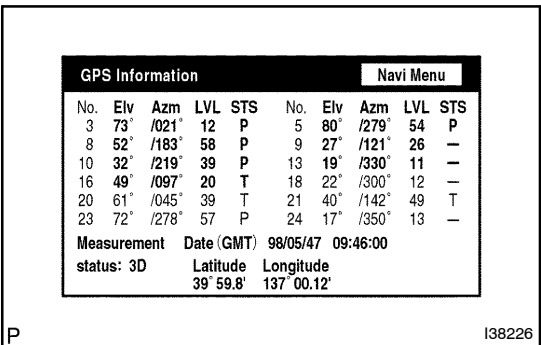 GPS Information Navi Menu
No. Elv Azm LVL STS No. Elv Azm LVL STS
3 73° /021° 12 P 5 80° /279° 54 P
8 52° /183° 58 P 9 27° /121° 26 –
10 32° /219° 39 P 13 19° /330° 11 –
16 49° /097° 20 T 18 22° /300° 12 –
20 61° /045° 39 T 21 40° /142° 49 T
23 72° /278° 57 P 24 17° /350° 13 –
Measurement Date (GMT) 98/05/47 09:46:00
status: 3D Latitude Longitude
39°59.8' 137°00.12'
P I38226